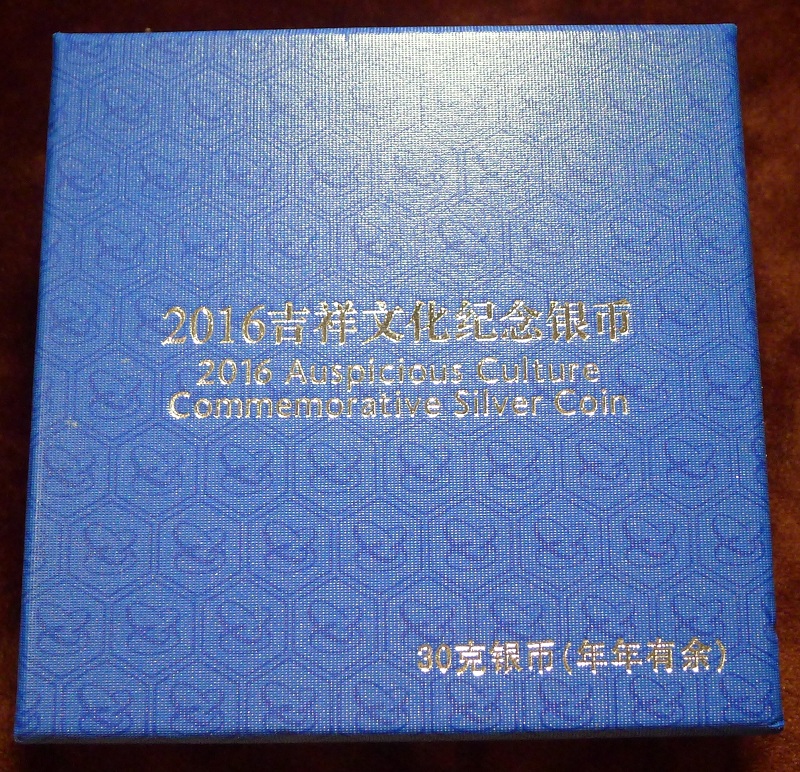 2016吉祥文化纪念银币
2016 Auspicious Culture
Commemorative Silver Coin
30克银币(年年有余)